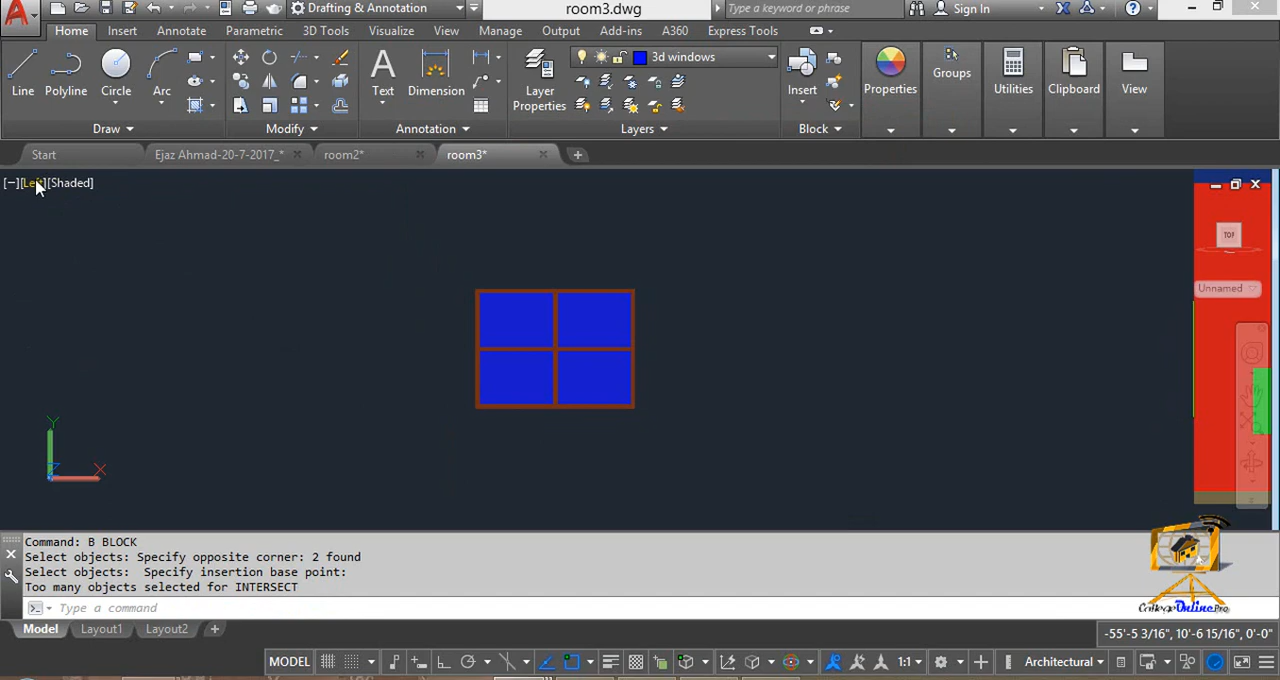 Drafting & Annotation
room3.dwg
Type a keyword or phrase
Sign In
Home Insert Annotate Parametric 3D Tools Visualize View Manage Output Add-ins A360 Express Tools
3d windows
Line Polyline Circle Arc
Text Dimension
Layer
Properties
Insert
Properties
Groups
Utilities
Clipboard
View
Draw
Modify
Annotation
Layers
Block
Start
Ejaz Ahmad-20-7-2017_*
room2*
room3*
[−][Left][Shaded]
TOP
Unnamed
Y
X
Command: B BLOCK
Select objects: Specify opposite corner: 2 found
Select objects: Specify insertion base point:
Too many objects selected for INTERSECT
Type a command
College Online Pro
Model Layout1 Layout2
-55'-5 3/16", 10'-6 15/16", 0'-0"
MODEL
1:1
Architectural